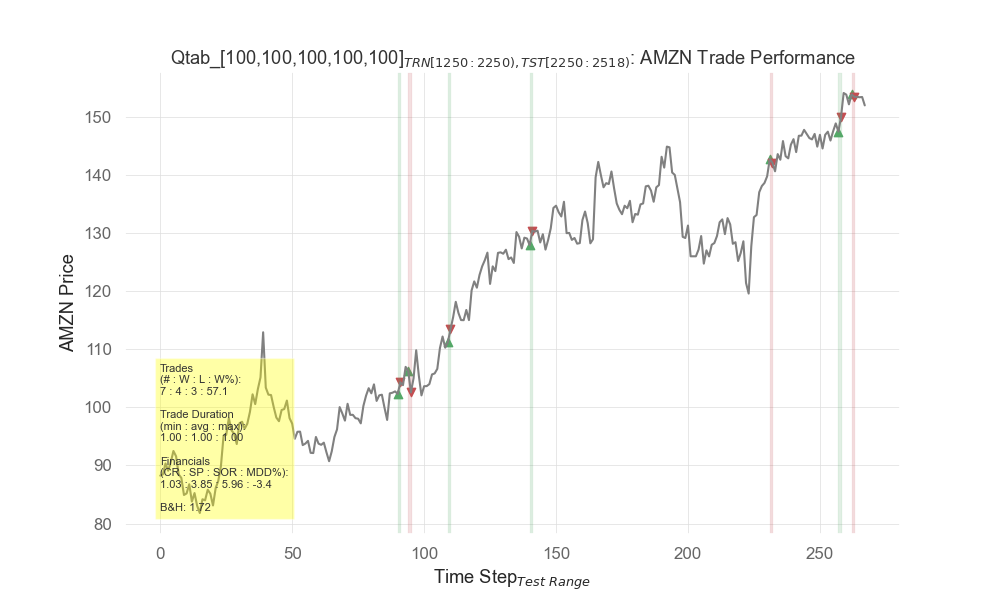 Qtab_[100,100,100,100,100]TRN[1250:2250),TST[2250:2518): AMZN Trade Performance
AMZN Price
150
140
130
120
110
100
90
80
Trades
(# : W : L : W%):
7 : 4 : 3 : 57.1
Trade Duration
(min : avg : max):
1.00 : 1.00 : 1.00
Financials
(CR : SP : SOR : MDD%):
1.03 : 3.85 : 5.96 : -3.4
B&H: 1.72
0 50 100 150 200 250
Time StepTest Range